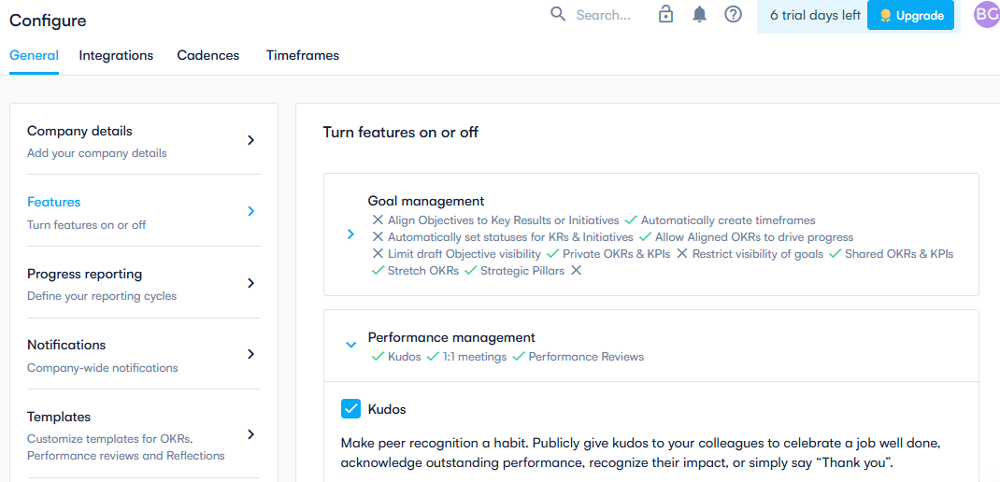 Configure
Search...
6 trial days left
Upgrade
BG
General Integrations Cadences Timeframes
Company details
Add your company details
Features
Turn features on or off
Progress reporting
Define your reporting cycles
Notifications
Company-wide notifications
Templates
Customize templates for OKRs,
Performance reviews and Reflections
Turn features on or off
Goal management
Align Objectives to Key Results or Initiatives Automatically create timeframes
Automatically set statuses for KRs & Initiatives Allow Aligned OKRs to drive progress
Limit draft Objective visibility Private OKRs & KPIs Restrict visibility of goals Shared OKRs & KPIs
Stretch OKRs Strategic Pillars
Performance management
Kudos 1:1 meetings Performance Reviews
Kudos
Make peer recognition a habit. Publicly give kudos to your colleagues to celebrate a job well done,
acknowledge outstanding performance, recognize their impact, or simply say “Thank you”.